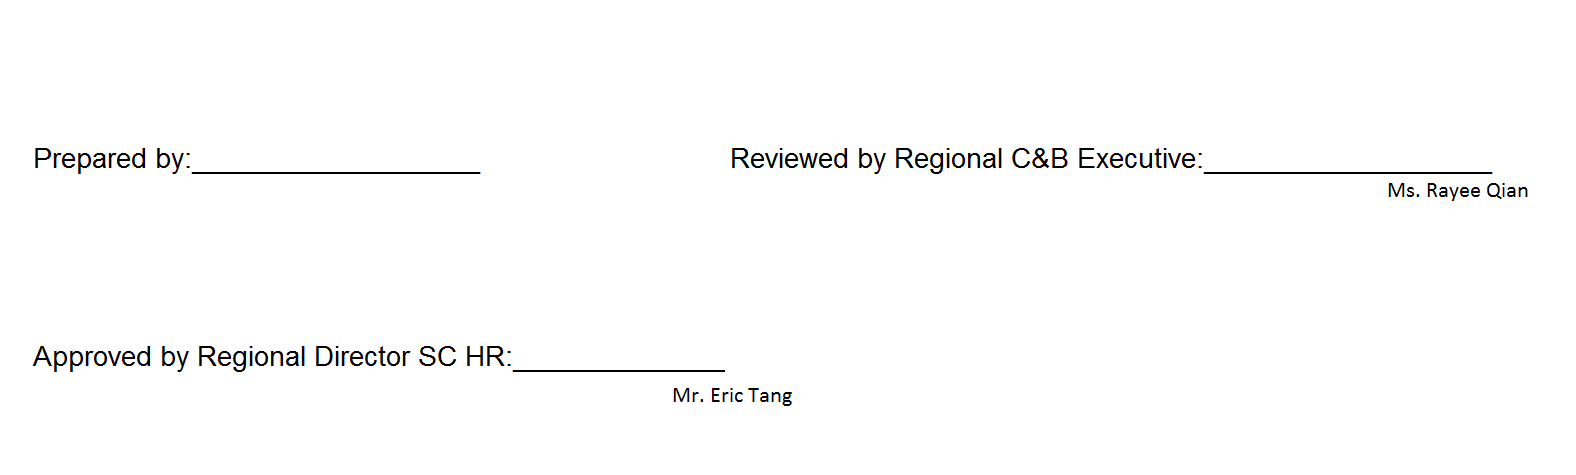 Prepared by:___________________ Reviewed by Regional C&B Executive:___________________
Ms. Rayee Qian
Approved by Regional Director SC HR:______________
Mr. Eric Tang